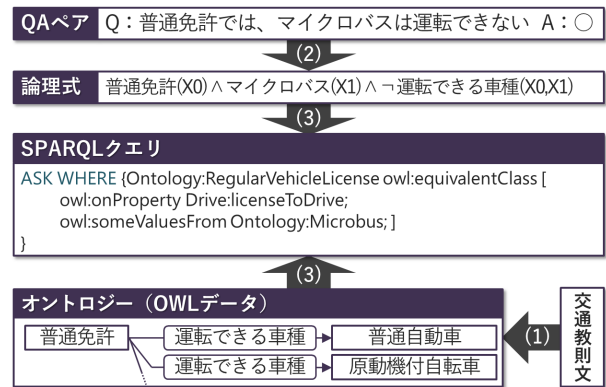 QAペア Q：普通免許では、マイクロバスは運転できない A：○
(2)
論理式 普通免許(X0)∧マイクロバス(X1)∧￢運転できる車種(X0,X1)
(3)
SPARQLクエリ
ASK WHERE {Ontology:RegularVehicleLicense owl:equivalentClass [
owl:onProperty Drive:licenseToDrive;
owl:someValuesFrom Ontology:Microbus; ]
}
(3)
オントロジー（OWLデータ）
普通免許 運転できる車種 普通自動車
運転できる車種 原動機付自転車
(1)
交通教則文